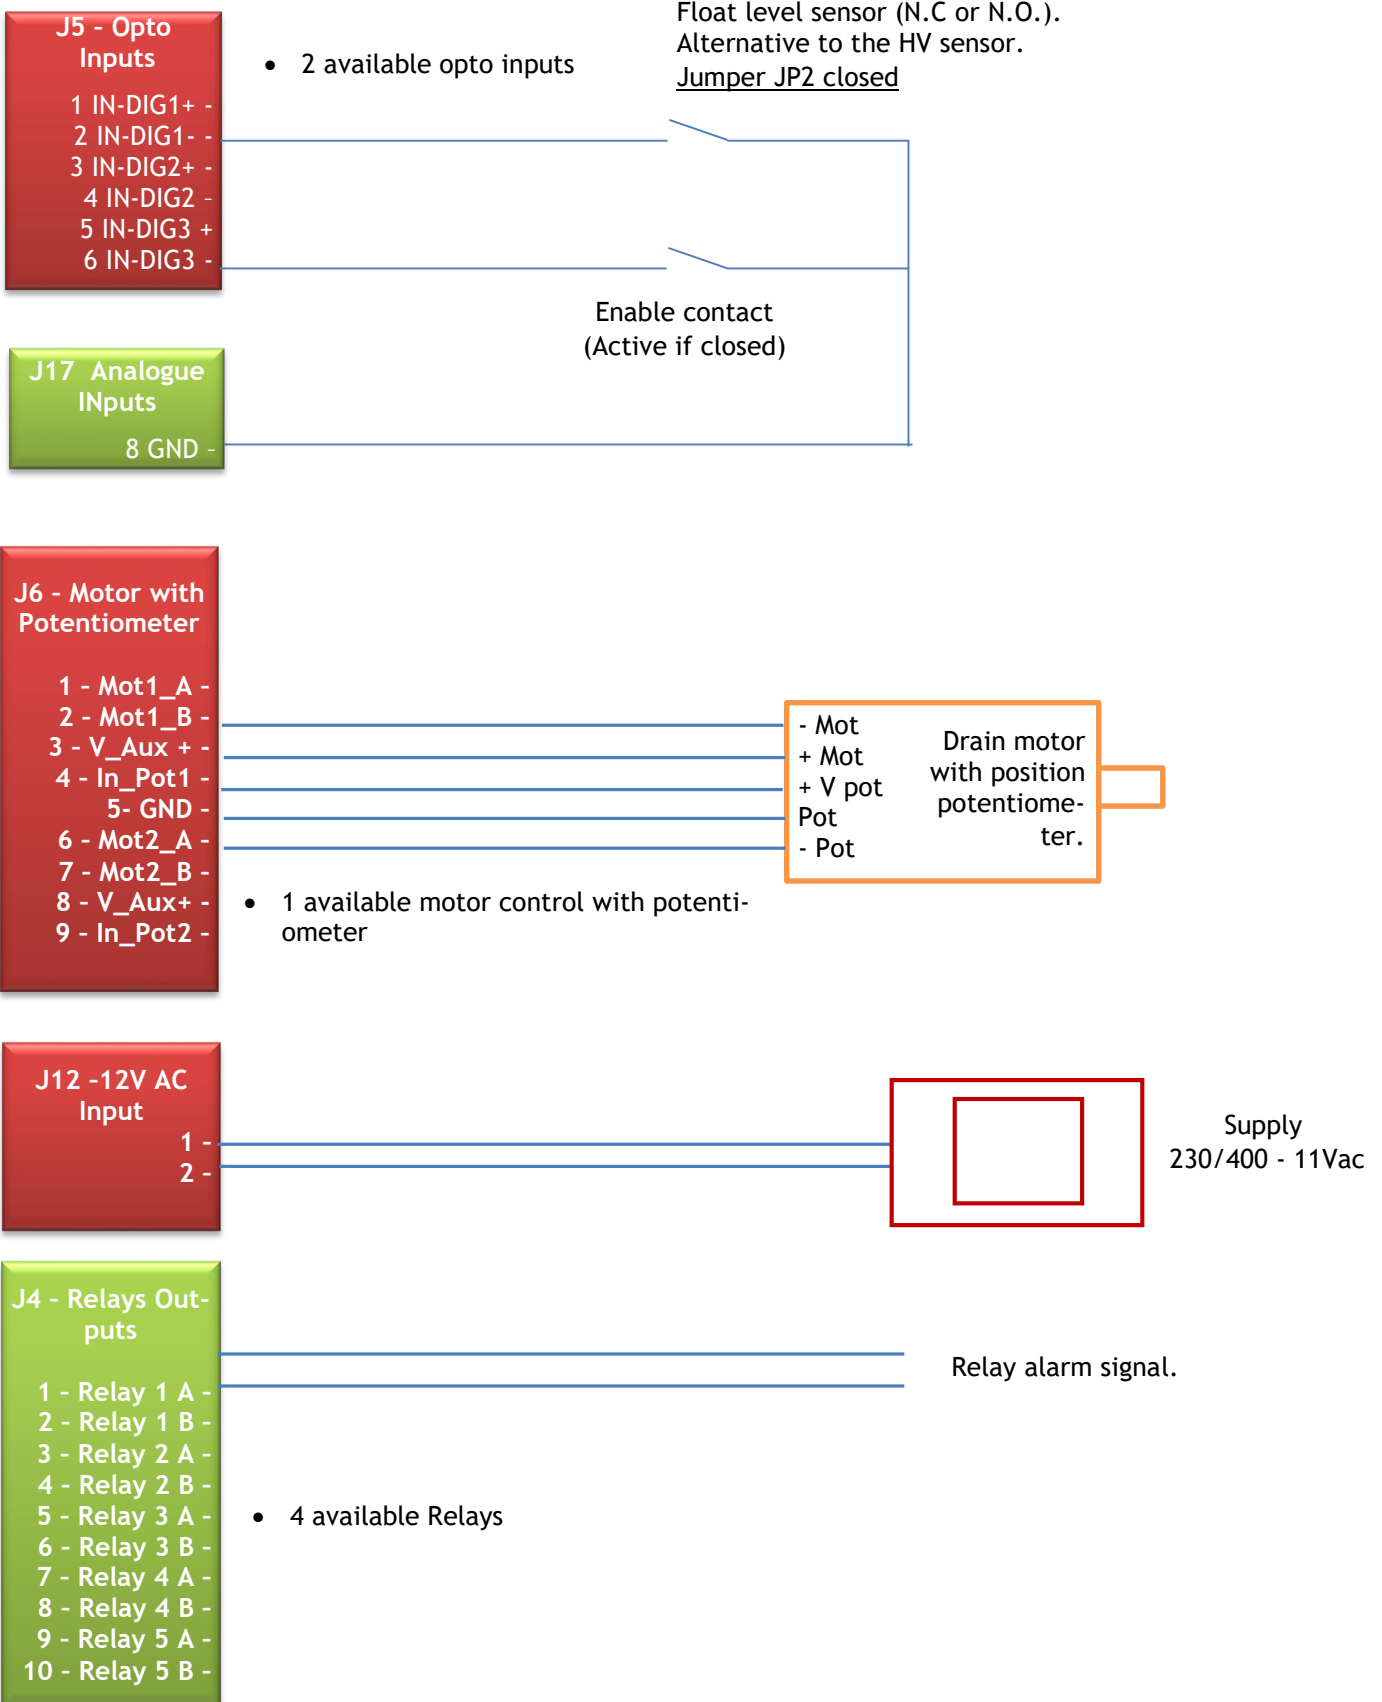 J5 – Opto
Inputs
1 IN-DIG1+ -
2 IN-DIG1- -
3 IN-DIG2+ -
4 IN-DIG2 –
5 IN-DIG3 +
6 IN-DIG3 -
• 2 available opto inputs
Float level sensor (N.C or N.O.).
Alternative to the HV sensor.
Jumper JP2 closed
Enable contact
(Active if closed)
J17 Analogue
INputs
8 GND –
J6 – Motor with
Potentiometer
1 – Mot1_A –
2 – Mot1_B –
3 – V_Aux + –
4 – In_Pot1 –
5- GND –
6 – Mot2_A –
7 – Mot2_B –
8 – V_Aux+ –
9 – In_Pot2 –
- Mot
+ Mot
+ V pot
Pot
- Pot
Drain motor
with position
potentiome-
ter.
• 1 available motor control with potenti-
ometer
J12 –12V AC
Input
1 –
2 –
Supply
230/400 - 11Vac
J4 – Relays Out-
puts
1 – Relay 1 A –
2 – Relay 1 B –
3 – Relay 2 A –
4 – Relay 2 B –
5 – Relay 3 A –
6 – Relay 3 B –
7 – Relay 4 A –
8 – Relay 4 B –
9 – Relay 5 A –
10 – Relay 5 B –
Relay alarm signal.
• 4 available Relays